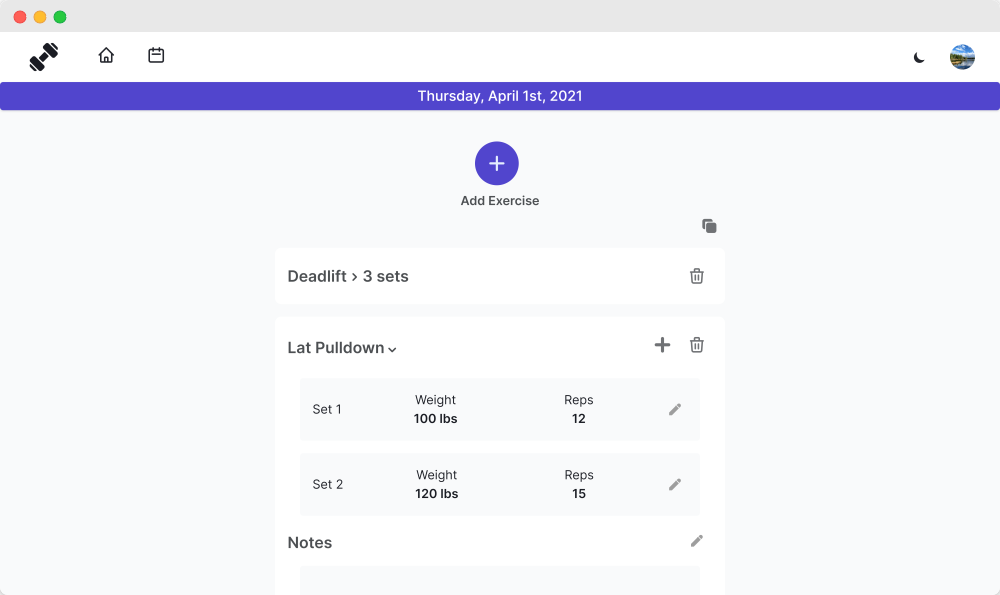 Thursday, April 1st, 2021
Add Exercise
Deadlift › 3 sets
Lat Pulldown
Set 1
Weight
100 lbs
Reps
12
Set 2
Weight
120 lbs
Reps
15
Notes